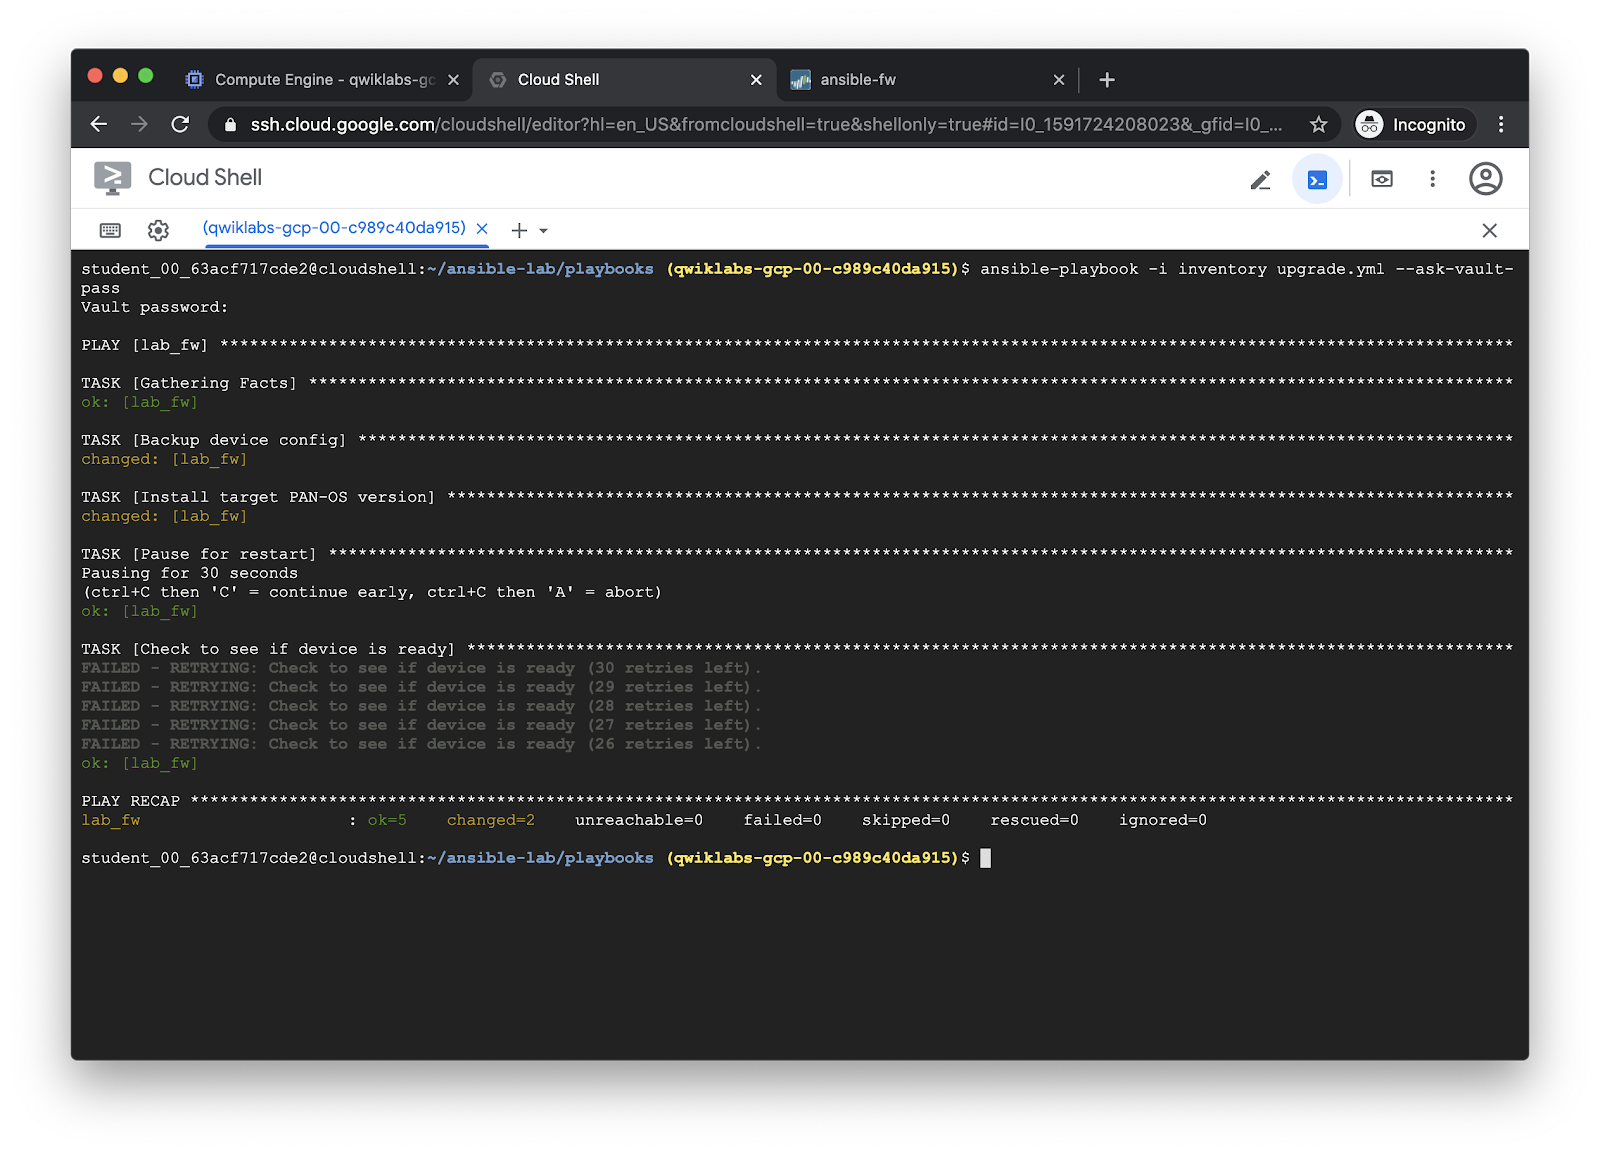 Compute Engine - qwiklabs-gc
Cloud Shell
ansible-fw
ssh.cloud.google.com/cloudshell/editor?hl=en_US&fromcloudshell=true&shellonly=true#id=I0_1591724208023&_gfid=I0_...
Incognito
Cloud Shell
(qwiklabs-gcp-00-c989c40da915)
student_00_63acf717cde2@cloudshell:~/ansible-lab/playbooks (qwiklabs-gcp-00-c989c40da915)$ ansible-playbook -i inventory upgrade.yml --ask-vault-
pass
Vault password:
PLAY [lab_fw] ***********************************************************************************************************************************
TASK [Gathering Facts] **************************************************************************************************************************
ok: [lab_fw]
TASK [Backup device config] *********************************************************************************************************************
changed: [lab_fw]
TASK [Install target PAN-OS version] ************************************************************************************************************
changed: [lab_fw]
TASK [Pause for restart] ************************************************************************************************************************
Pausing for 30 seconds
(ctrl+C then 'C' = continue early, ctrl+C then 'A' = abort)
ok: [lab_fw]
TASK [Check to see if device is ready] **********************************************************************************************************
FAILED - RETRYING: Check to see if device is ready (30 retries left).
FAILED - RETRYING: Check to see if device is ready (29 retries left).
FAILED - RETRYING: Check to see if device is ready (28 retries left).
FAILED - RETRYING: Check to see if device is ready (27 retries left).
FAILED - RETRYING: Check to see if device is ready (26 retries left).
ok: [lab_fw]
PLAY RECAP **************************************************************************************************************************************
lab_fw : ok=5 changed=2 unreachable=0 failed=0 skipped=0 rescued=0 ignored=0
student_00_63acf717cde2@cloudshell:~/ansible-lab/playbooks (qwiklabs-gcp-00-c989c40da915)$